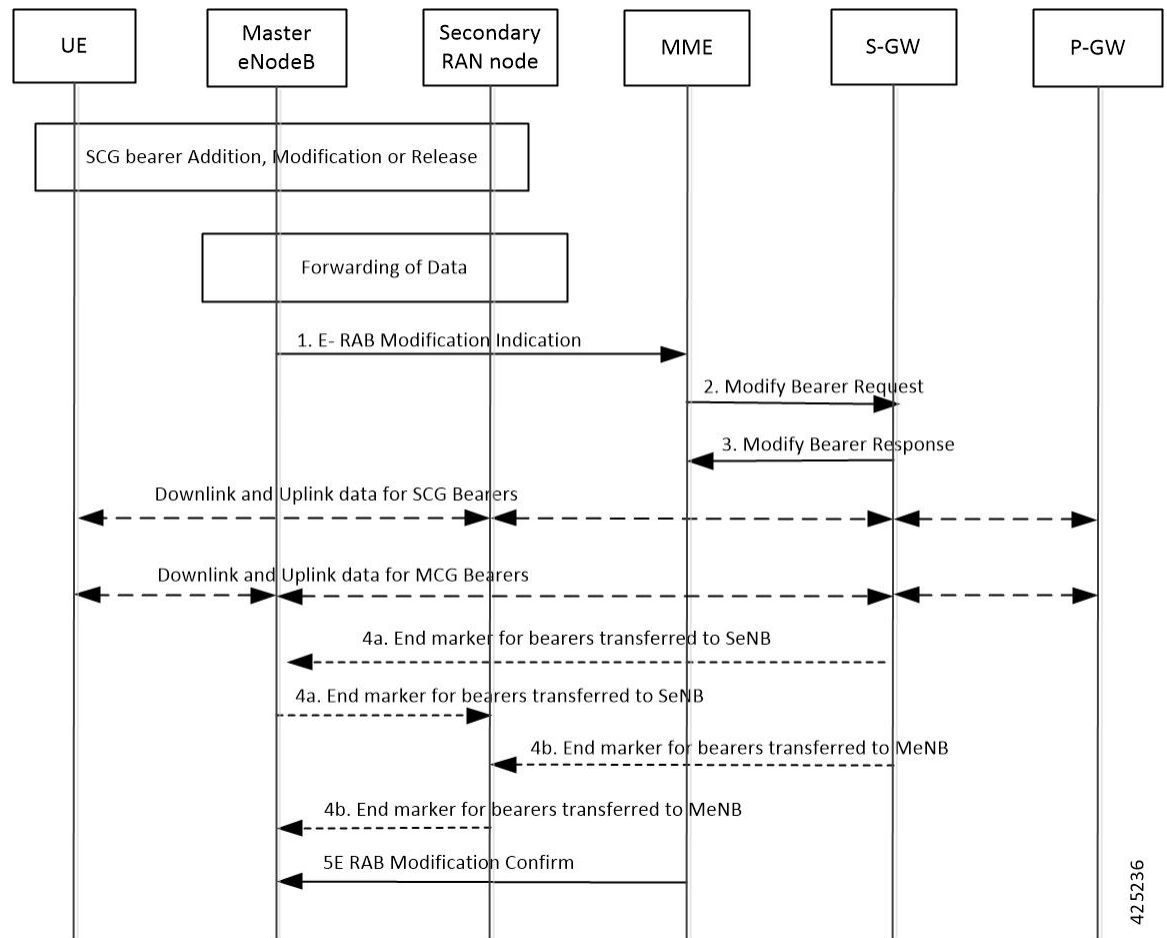 UE
Master
eNodeB
Secondary
RAN node
MME
S-GW
P-GW
SCG bearer Addition, Modification or Release
Forwarding of Data
1. E- RAB Modification Indication
2. Modify Bearer Request
3. Modify Bearer Response
Downlink and Uplink data for SCG Bearers
Downlink and Uplink data for MCG Bearers
4a. End marker for bearers transferred to SeNB
4a. End marker for bearers transferred to SeNB
4b. End marker for bearers transferred to MeNB
4b. End marker for bearers transferred to MeNB
5E RAB Modification Confirm
425236